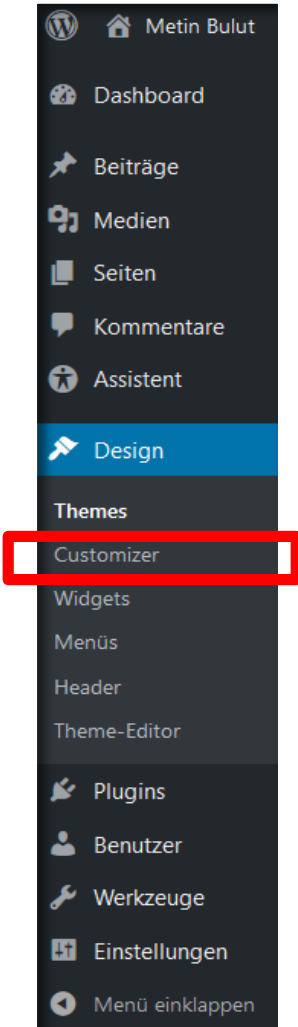 Metin Bulut
Dashboard
Beiträge
Medien
Seiten
Kommentare
Assistent
Design
Themes
Customizer
Widgets
Menüs
Header
Theme-Editor
Plugins
Benutzer
Werkzeuge
Einstellungen
Menü einklappen